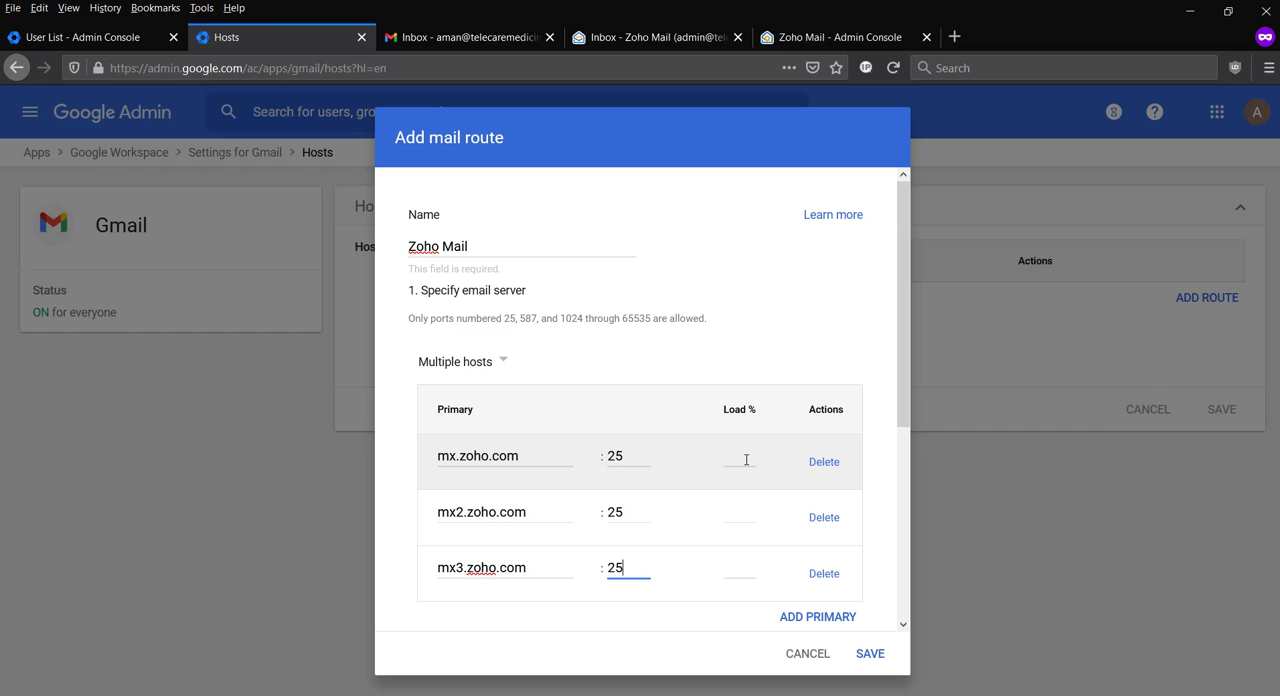 File Edit View History Bookmarks Tools Help
User List - Admin Console
Hosts
Inbox - aman@telecaremedicin
Inbox - Zoho Mail (admin@tel
Zoho Mail - Admin Console
https://admin.google.com/ac/apps/gmail/hosts?hl=en
Search
Google Admin
Search for users, gro
Apps > Google Workspace > Settings for Gmail > Hosts
A
Gmail
Status
ON for everyone
Ho
Hos
Actions
ADD ROUTE
CANCEL SAVE
Add mail route
Name
Learn more
Zoho Mail
This field is required.
1. Specify email server
Only ports numbered 25, 587, and 1024 through 65535 are allowed.
Multiple hosts
Primary Load % Actions
mx.zoho.com : 25 Delete
mx2.zoho.com : 25 Delete
mx3.zoho.com : 25 Delete
ADD PRIMARY
CANCEL SAVE